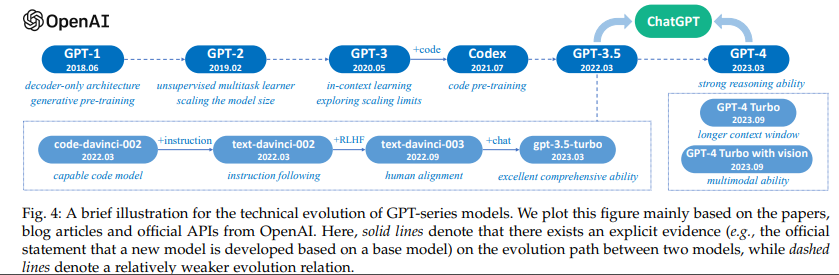 OpenAI
ChatGPT
GPT-1
2018.06
GPT-2
2019.02
GPT-3
2020.05
+code
Codex
2021.07
GPT-3.5
2022.03
GPT-4
2023.03
decoder-only architecture
generative pre-training
unsupervised multitask learner
scaling the model size
in-context learning
exploring scaling limits
code pre-training
strong reasoning ability
code-davinci-002
2022.03
+instruction
text-davinci-002
2022.03
+RLHF
text-davinci-003
2022.09
+chat
gpt-3.5-turbo
2023.03
capable code model
instruction following
human alignment
excellent comprehensive ability
GPT-4 Turbo
2023.09
longer context window
GPT-4 Turbo with vision
2023.09
multimodal ability
Fig. 4: A brief illustration for the technical evolution of GPT-series models. We plot this figure mainly based on the papers,
blog articles and official APIs from OpenAI. Here, solid lines denote that there exists an explicit evidence (e.g., the official
statement that a new model is developed based on a base model) on the evolution path between two models, while dashed
lines denote a relatively weaker evolution relation.